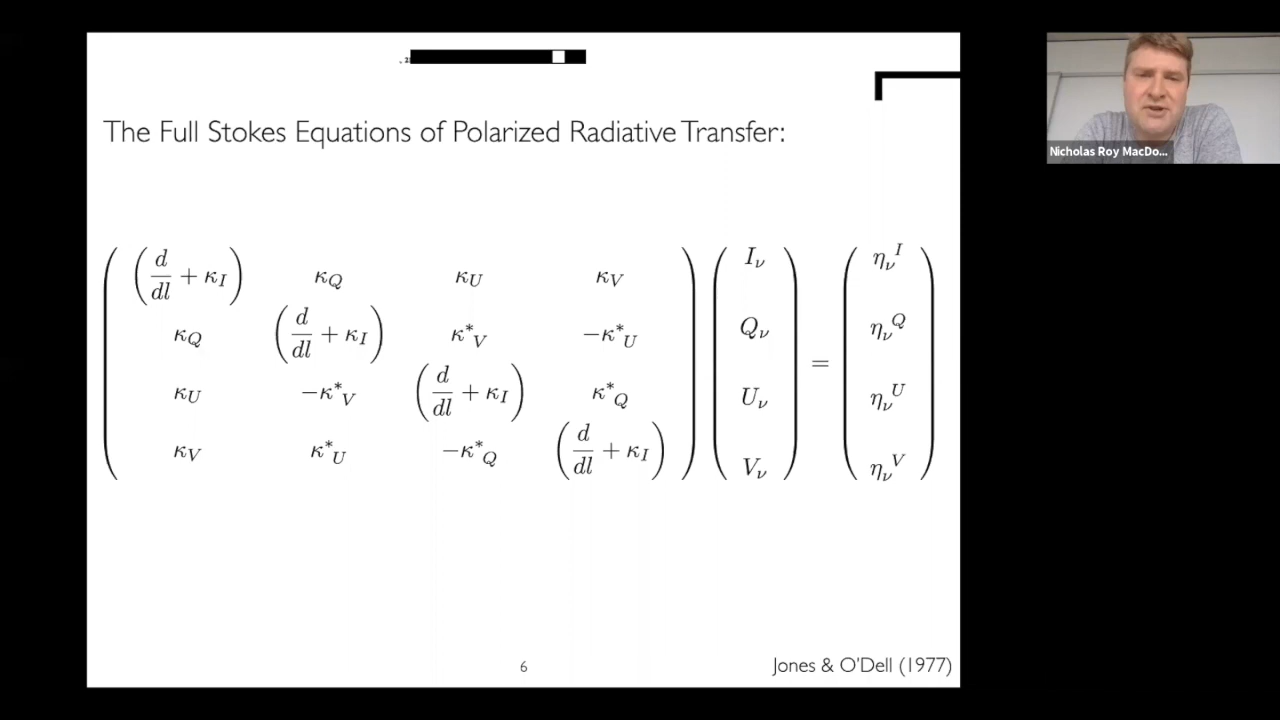 The Full Stokes Equations of Polarized Radiative Transfer:
(d/dl + κ_I) κ_Q κ_U κ_V
κ_Q (d/dl + κ_I) κ*_V −κ*_U
κ_U −κ*_V (d/dl + κ_I) κ*_Q
κ_V κ*_U −κ*_Q (d/dl + κ_I)
I_ν
Q_ν
U_ν
V_ν
=
η_ν^I
η_ν^Q
η_ν^U
η_ν^V
6
Jones & O'Dell (1977)
Nicholas Roy MacDo...